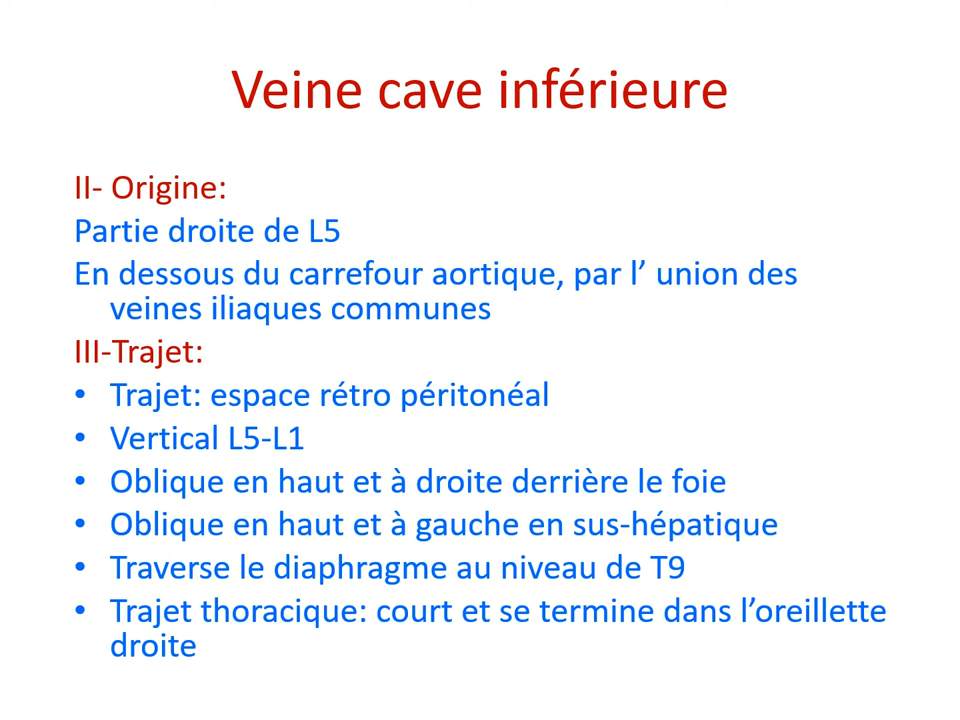 Veine cave inférieure
II- Origine:
Partie droite de L5
En dessous du carrefour aortique, par l’ union des
veines iliaques communes
III-Trajet:
• Trajet: espace rétro péritonéal
• Vertical L5-L1
• Oblique en haut et à droite derrière le foie
• Oblique en haut et à gauche en sus-hépatique
• Traverse le diaphragme au niveau de T9
• Trajet thoracique: court et se termine dans l’oreillette
droite